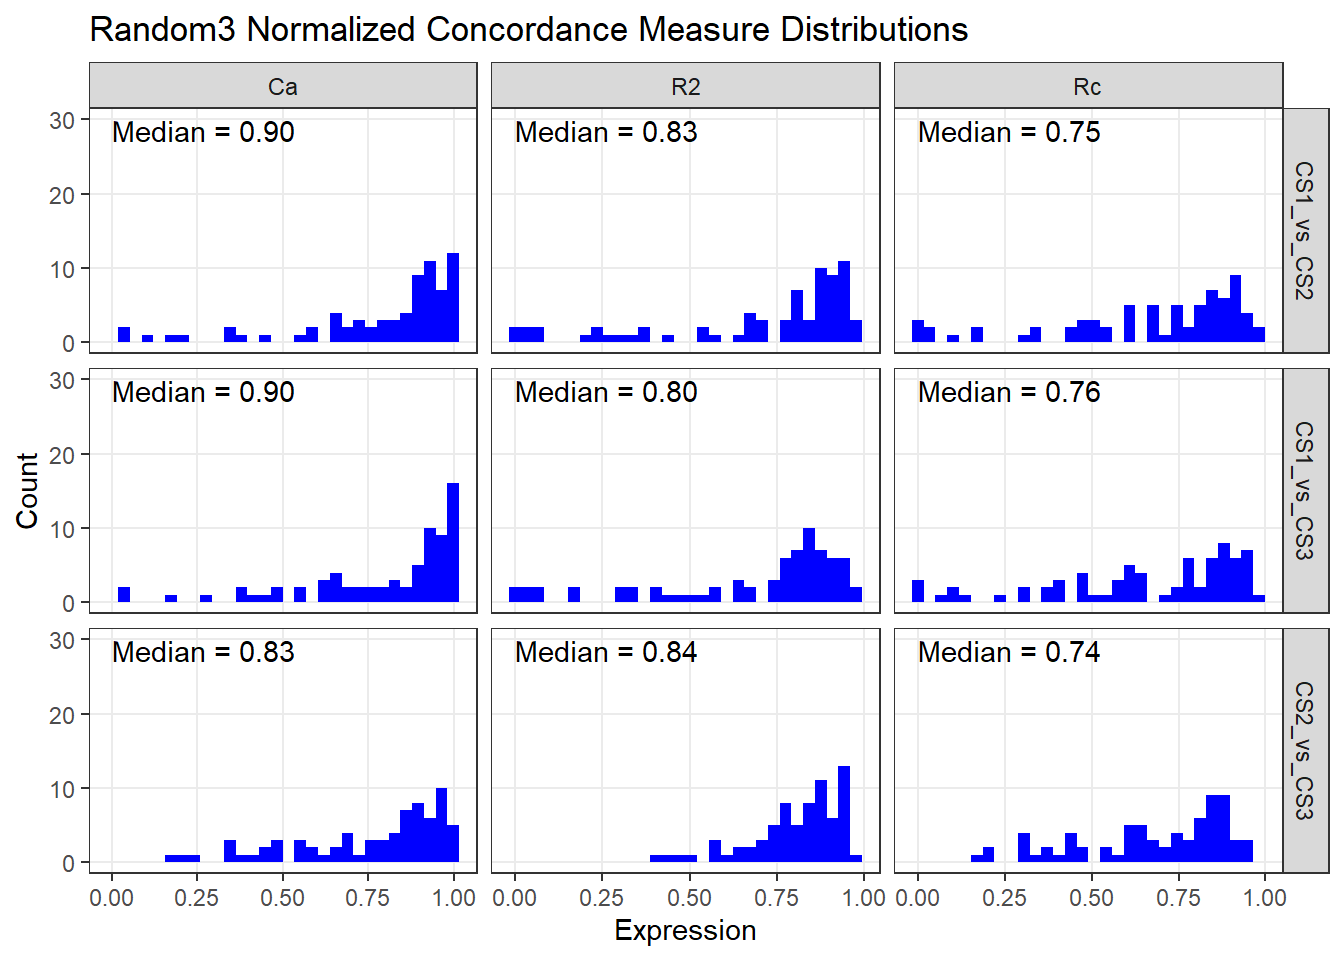 Random3 Normalized Concordance Measure Distributions
Ca
R2
Rc
30
20
10
0
Median = 0.90
Median = 0.83
Median = 0.75
CS1_vs_CS2
30
20
10
0
Median = 0.90
Median = 0.80
Median = 0.76
CS1_vs_CS3
Count
30
20
10
0
Median = 0.83
Median = 0.84
Median = 0.74
CS2_vs_CS3
0.00 0.25 0.50 0.75 1.00
0.00 0.25 0.50 0.75 1.00
0.00 0.25 0.50 0.75 1.00
Expression